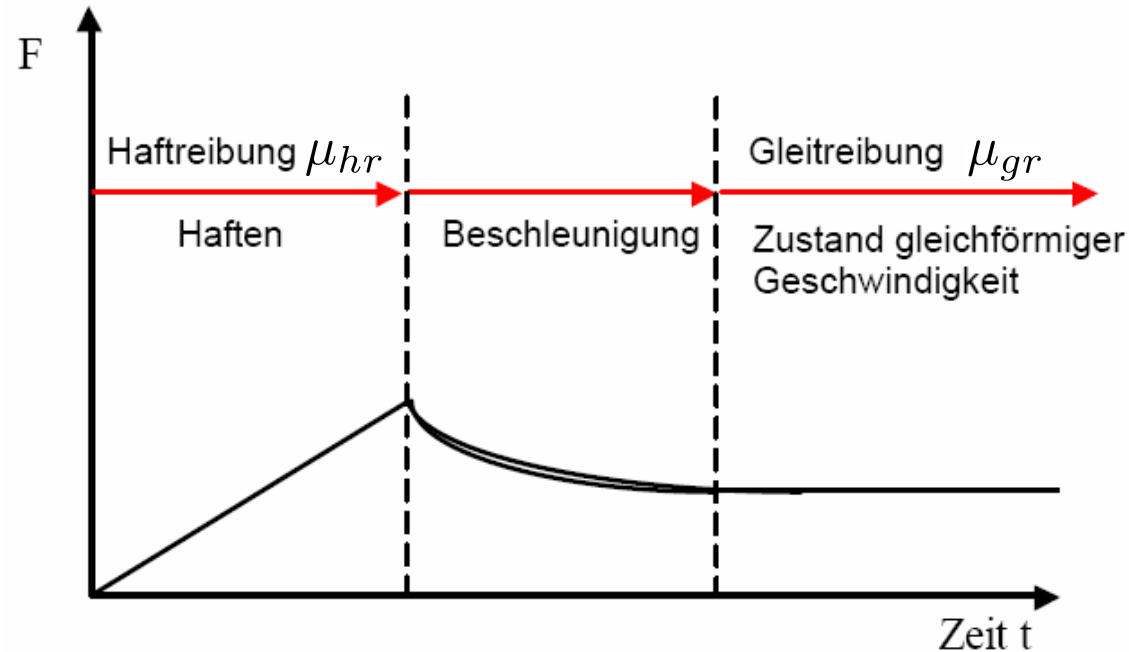 F
Haftreibung μhr
Gleitreibung μgr
Haften
Beschleunigung
Zustand gleichförmiger
Geschwindigkeit
Zeit t